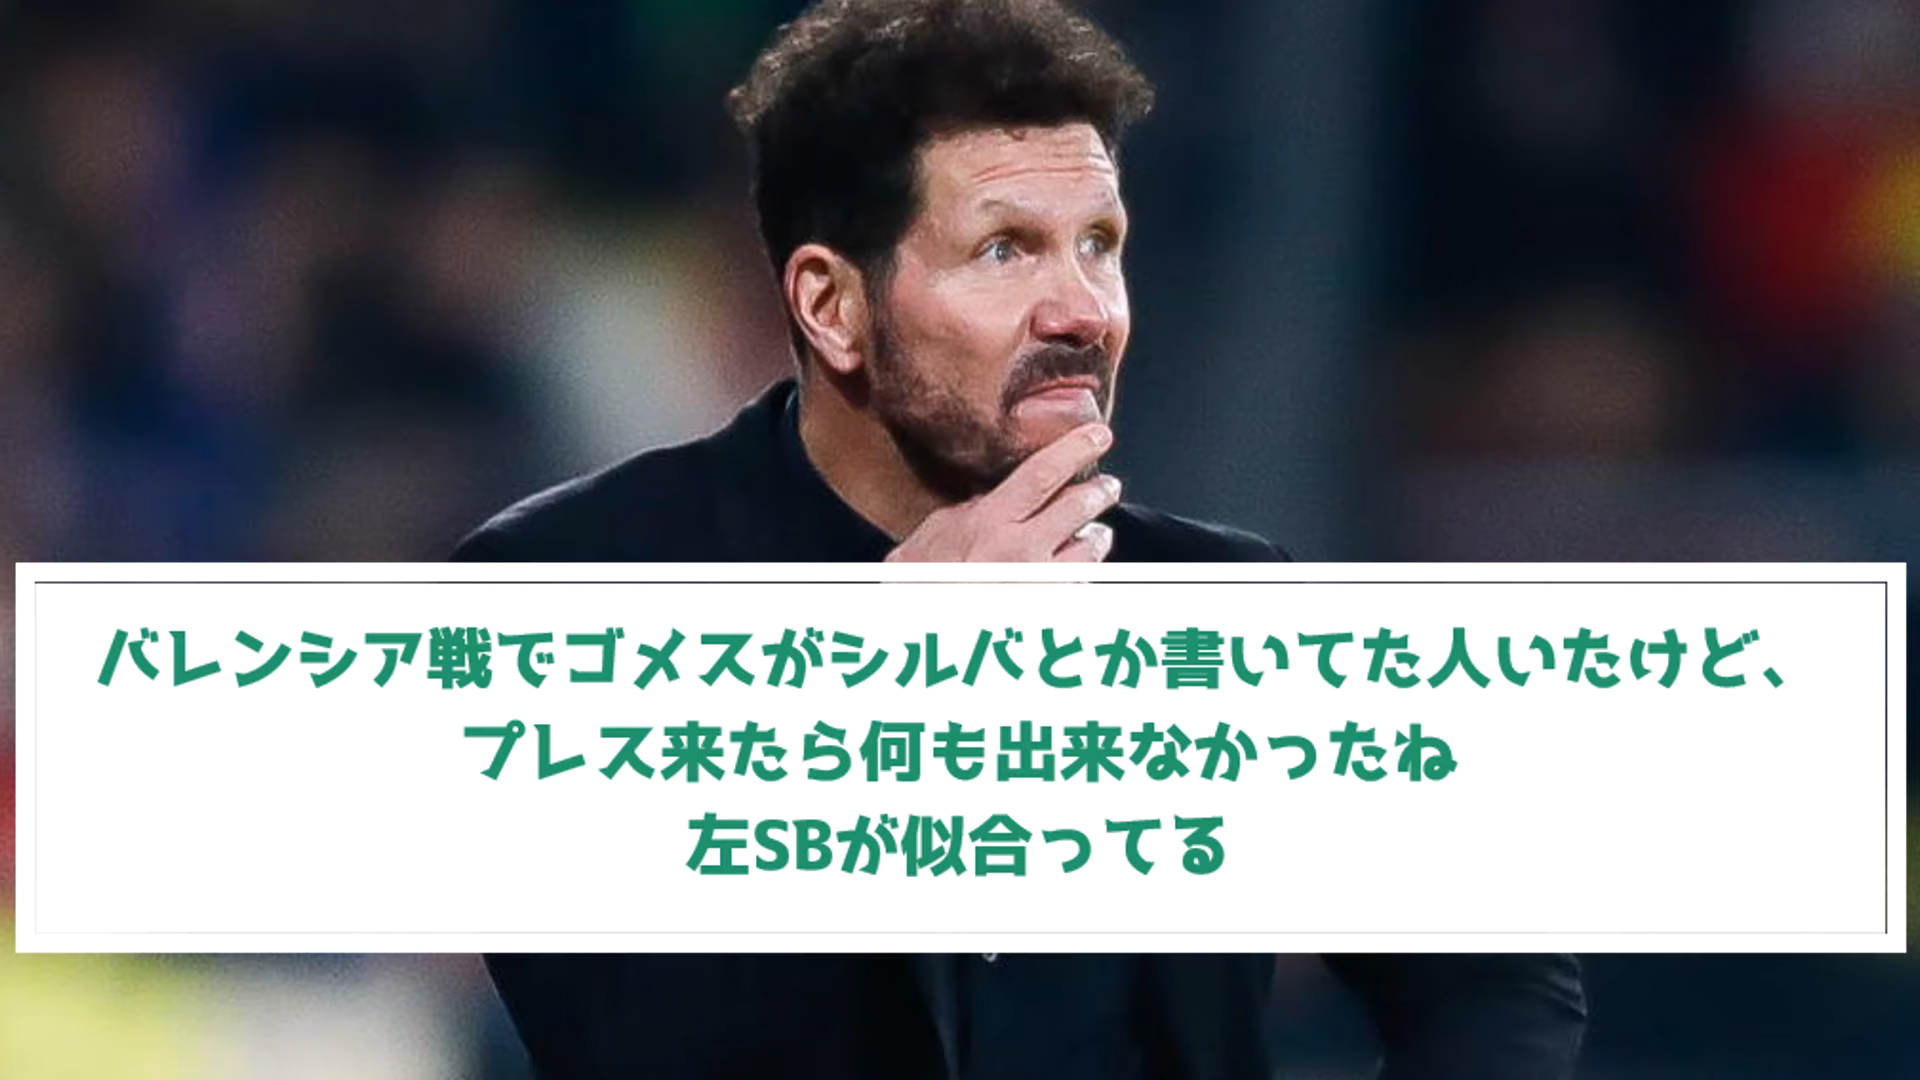 バレンシア戦でゴメスがシルバとか書いてた人いたけど、
プレス来たら何も出来なかったね
左SBが似合ってる